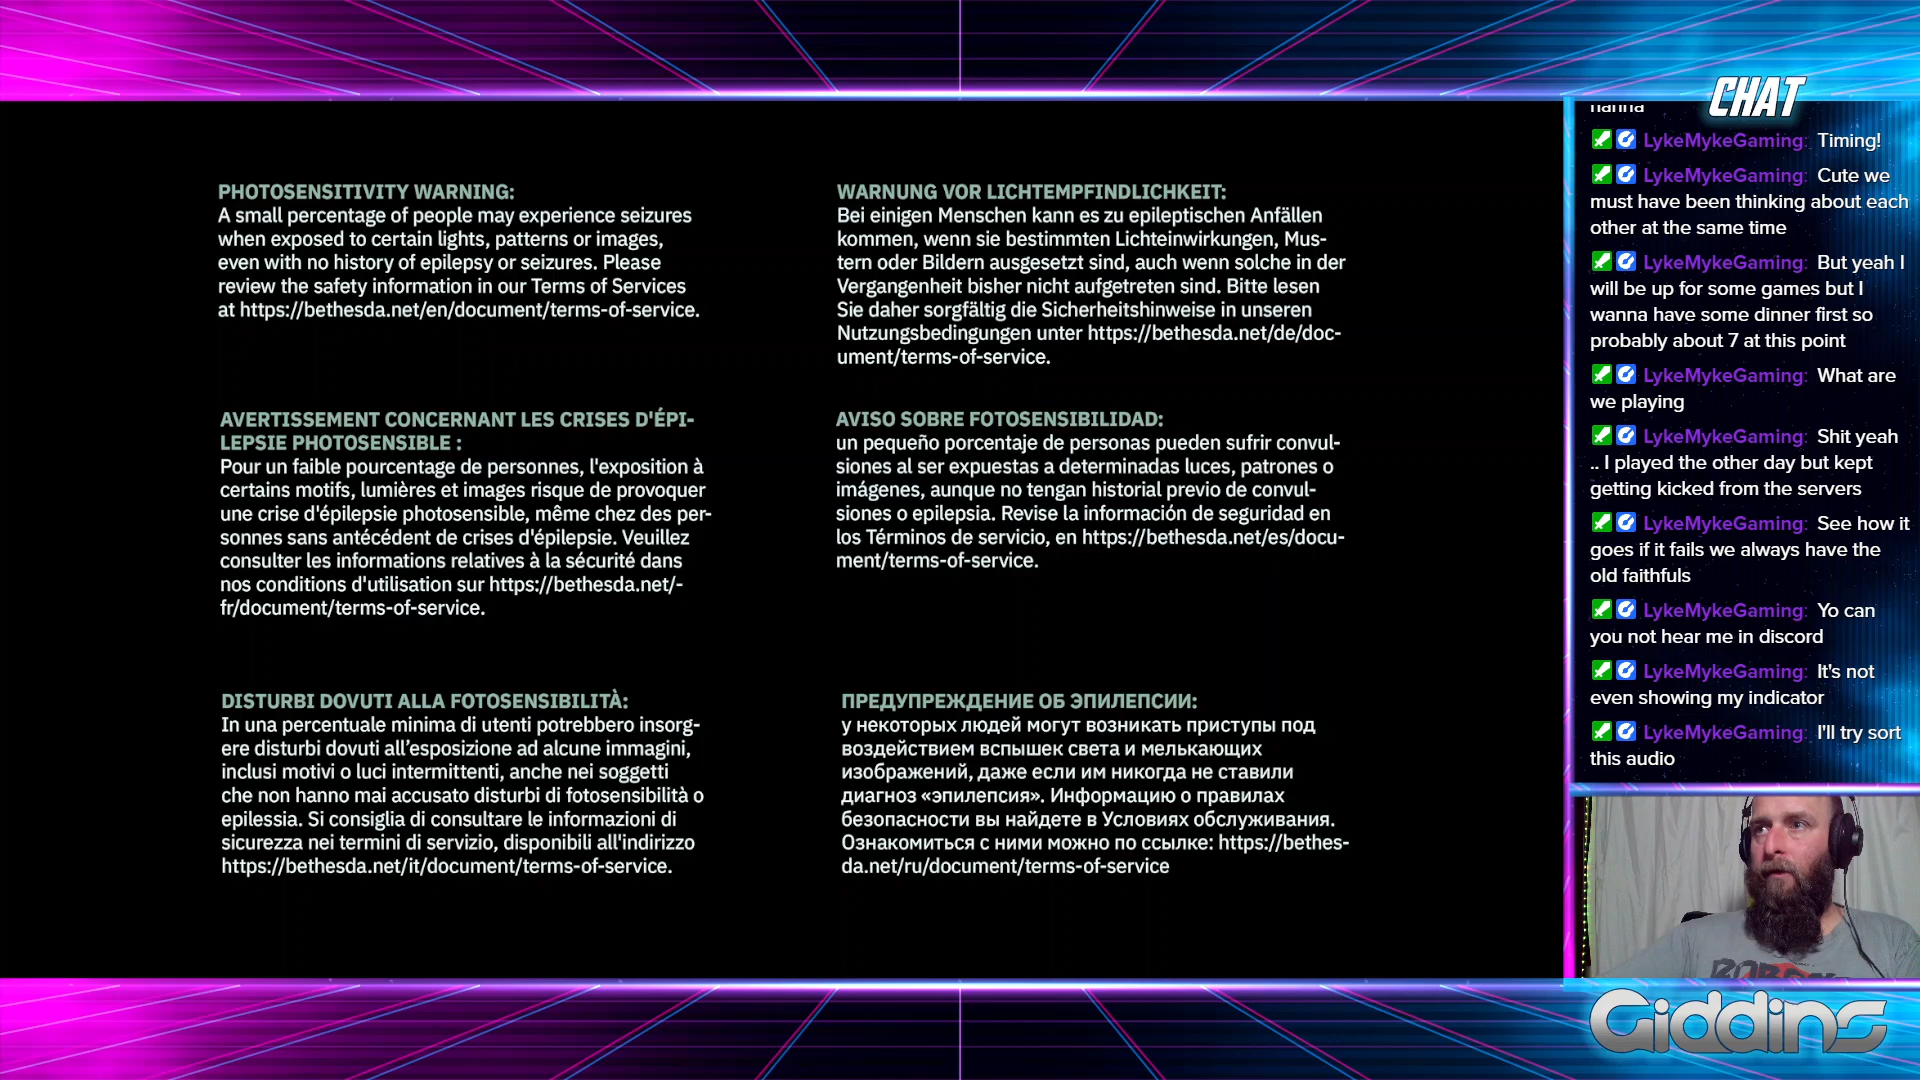 PHOTOSENSITIVITY WARNING:
A small percentage of people may experience seizures
when exposed to certain lights, patterns or images,
even with no history of epilepsy or seizures. Please
review the safety information in our Terms of Services
at https://bethesda.net/en/document/terms-of-service.
WARNUNG VOR LICHTEMPFINDLICHKEIT:
Bei einigen Menschen kann es zu epileptischen Anfällen
kommen, wenn sie bestimmten Lichteinwirkungen, Mus-
tern oder Bildern ausgesetzt sind, auch wenn solche in der
Vergangenheit bisher nicht aufgetreten sind. Bitte lesen
Sie daher sorgfältig die Sicherheitshinweise in unseren
Nutzungsbedingungen unter https://bethesda.net/de/doc-
ument/terms-of-service.
AVERTISSEMENT CONCERNANT LES CRISES D'ÉPI-
LEPSIE PHOTOSENSIBLE :
Pour un faible pourcentage de personnes, l'exposition à
certains motifs, lumières et images risque de provoquer
une crise d'épilepsie photosensible, même chez des per-
sonnes sans antécédent de crises d'épilepsie. Veuillez
consulter les informations relatives à la sécurité dans
nos conditions d'utilisation sur https://bethesda.net/-
fr/document/terms-of-service.
AVISO SOBRE FOTOSENSIBILIDAD:
un pequeño porcentaje de personas pueden sufrir convul-
siones al ser expuestas a determinadas luces, patrones o
imágenes, aunque no tengan historial previo de convul-
siones o epilepsia. Revise la información de seguridad en
los Términos de servicio, en https://bethesda.net/es/docu-
ment/terms-of-service.
DISTURBI DOVUTI ALLA FOTOSENSIBILITÀ:
In una percentuale minima di utenti potrebbero insorg-
ere disturbi dovuti all’esposizione ad alcune immagini,
inclusi motivi o luci intermittenti, anche nei soggetti
che non hanno mai accusato disturbi di fotosensibilità o
epilessia. Si consiglia di consultare le informazioni di
sicurezza nei termini di servizio, disponibili all'indirizzo
https://bethesda.net/it/document/terms-of-service.
ПРЕДУПРЕЖДЕНИЕ ОБ ЭПИЛЕПСИИ:
у некоторых людей могут возникать приступы под
воздействием вспышек света и мелькающих
изображений, даже если им никогда не ставили
диагноз «эпилепсия». Информацию о правилах
безопасности вы найдете в Условиях обслуживания.
Ознакомиться с ними можно по ссылке: https://bethes-
da.net/ru/document/terms-of-service
CHAT
LykeMykeGaming: Timing!
LykeMykeGaming: Cute we
must have been thinking about each
other at the same time
LykeMykeGaming: But yeah I
will be up for some games but I
wanna have some dinner first so
probably about 7 at this point
LykeMykeGaming: What are
we playing
LykeMykeGaming: Shit yeah
.. I played the other day but kept
getting kicked from the servers
LykeMykeGaming: See how it
goes if it fails we always have the
old faithfuls
LykeMykeGaming: Yo can
you not hear me in discord
LykeMykeGaming: It's not
even showing my indicator
LykeMykeGaming: I'll try sort
this audio
Giddins